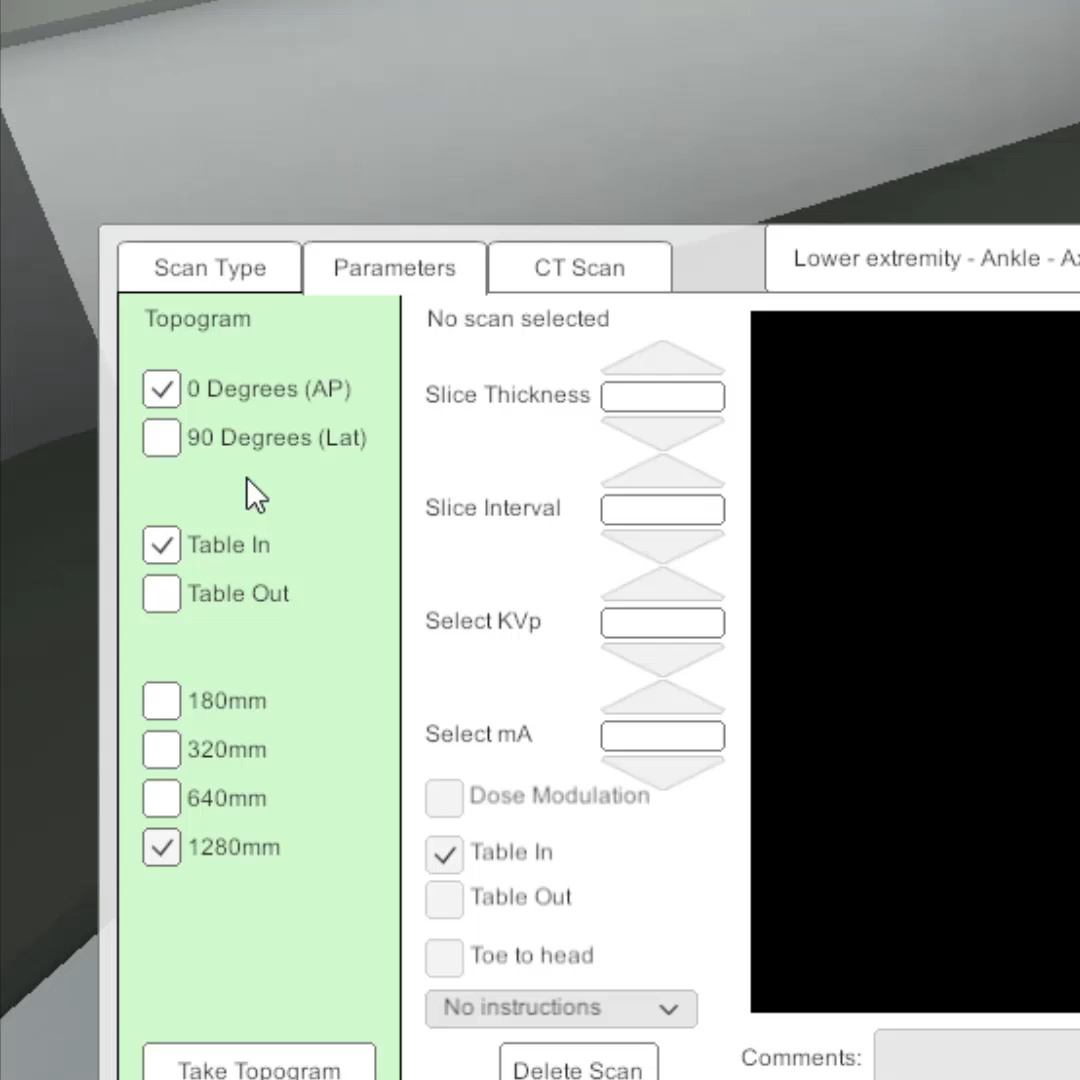 Scan Type
Parameters
CT Scan
Lower extremity - Ankle - Ax
Topogram
0 Degrees (AP)
90 Degrees (Lat)
Table In
Table Out
180mm
320mm
640mm
1280mm
Take Topogram
No scan selected
Slice Thickness
Slice Interval
Select KVp
Select mA
Dose Modulation
Table In
Table Out
Toe to head
No instructions
Delete Scan
Comments: